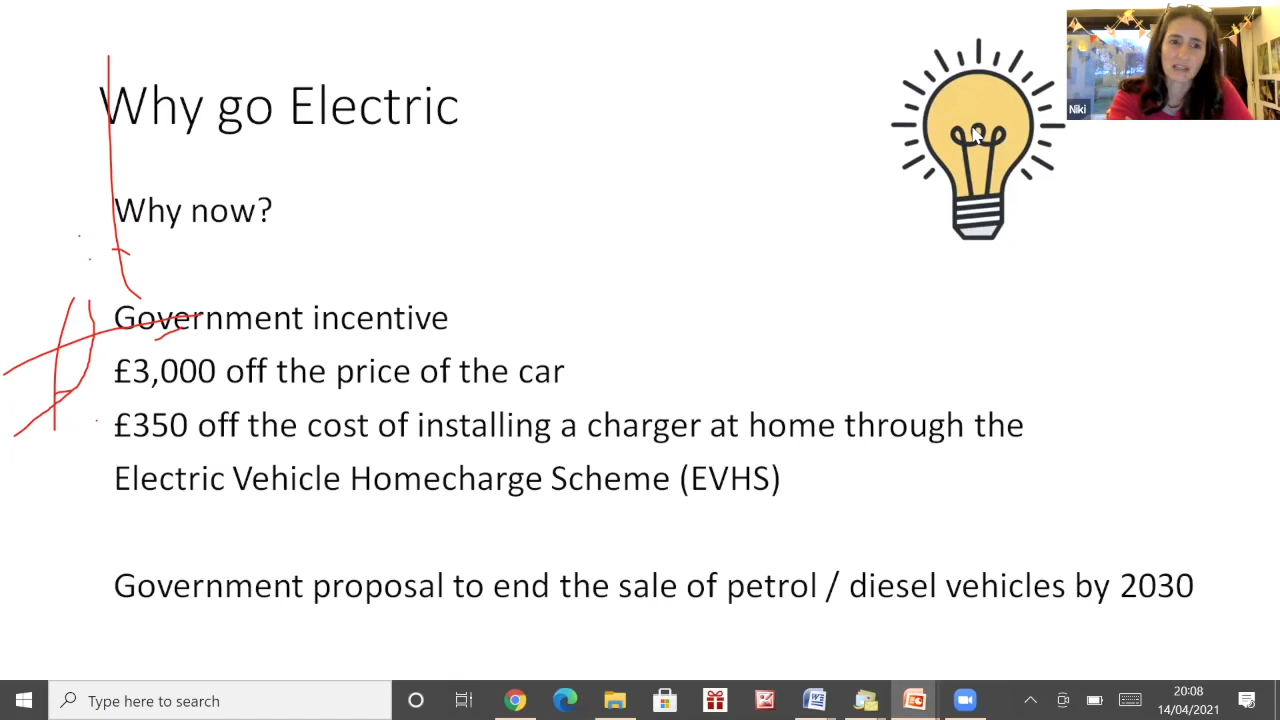 Why go Electric
Niki
Why now?
Government incentive
£3,000 off the price of the car
£350 off the cost of installing a charger at home through the
Electric Vehicle Homecharge Scheme (EVHS)
Government proposal to end the sale of petrol / diesel vehicles by 2030
Type here to search
20:08
14/04/2021